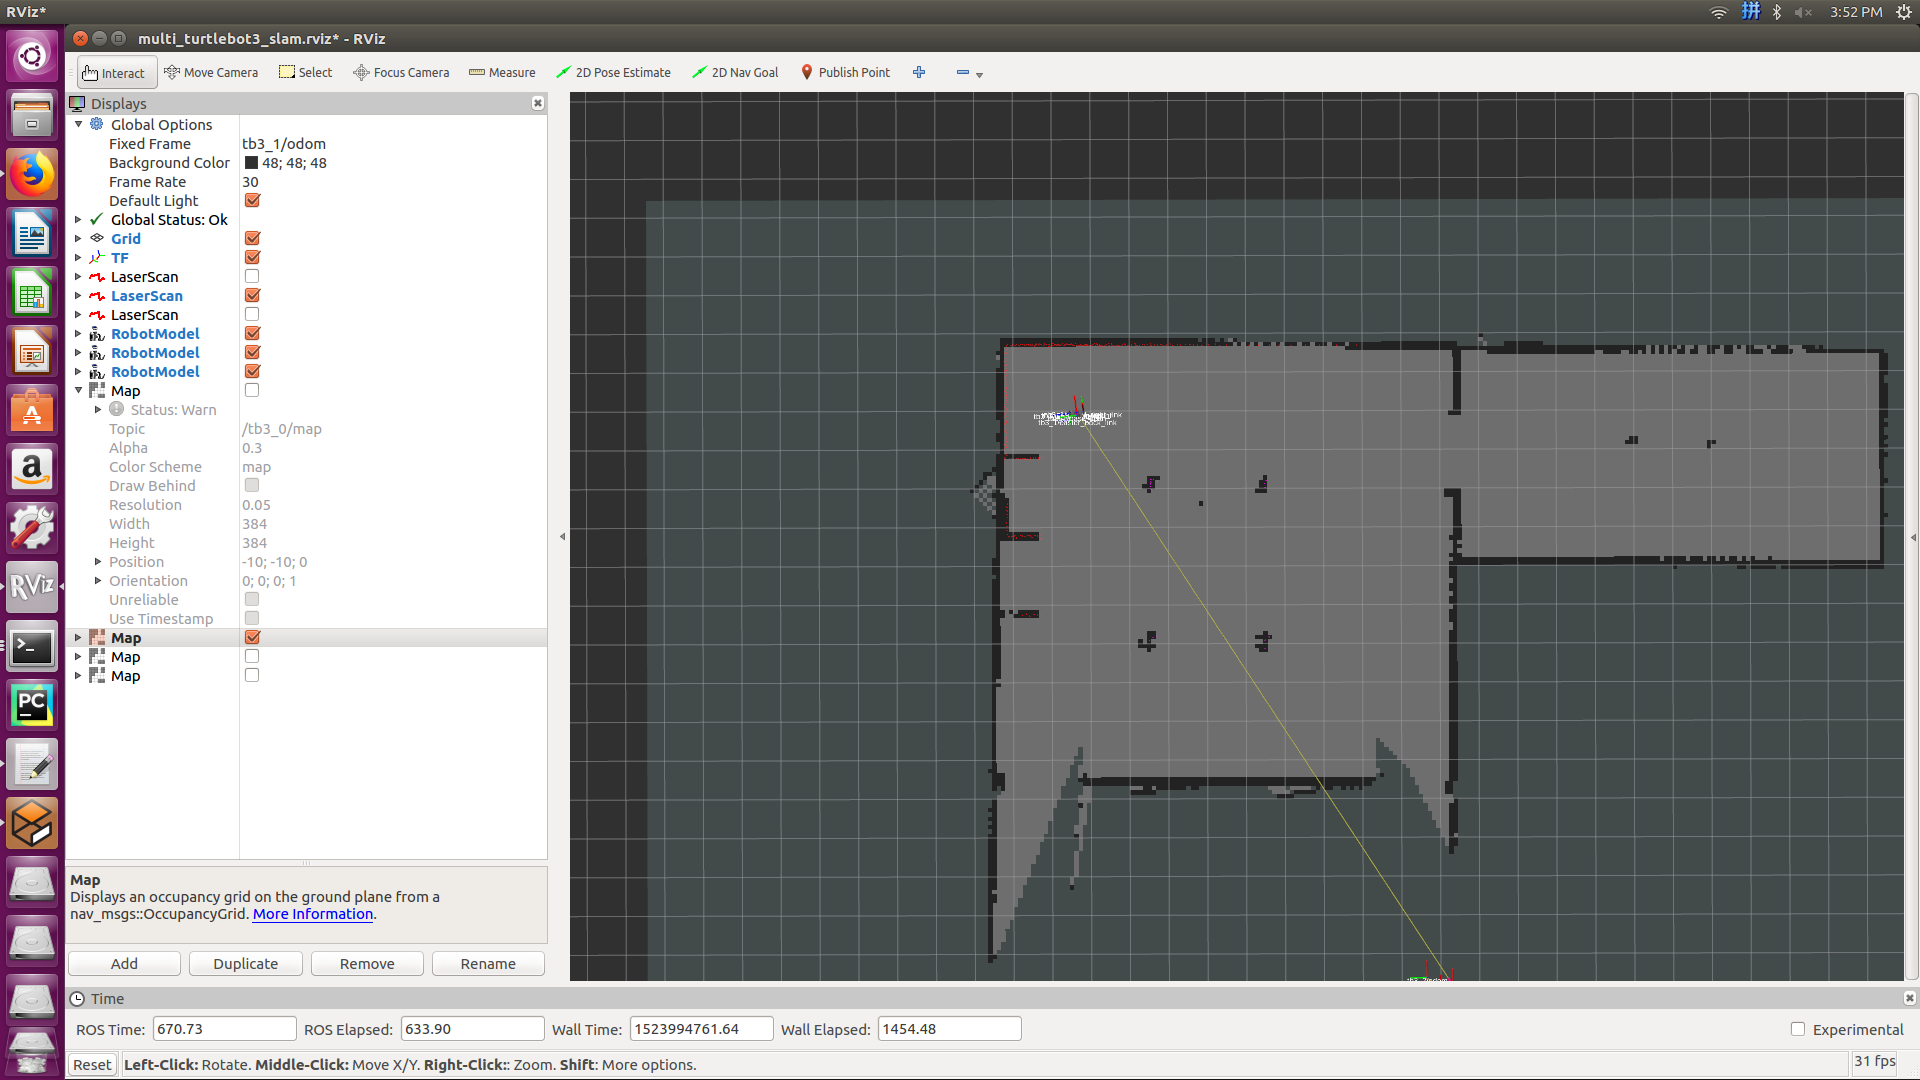 RViz*
拼
3:52 PM
multi_turtlebot3_slam.rviz* - RViz
Interact
Move Camera
Select
Focus Camera
Measure
2D Pose Estimate
2D Nav Goal
Publish Point
Displays
Global Options
Fixed Frame tb3_1/odom
Background Color 48; 48; 48
Frame Rate 30
Default Light
Global Status: Ok
Grid
TF
LaserScan
LaserScan
LaserScan
RobotModel
RobotModel
RobotModel
Map
Status: Warn
Topic /tb3_0/map
Alpha 0.3
Color Scheme map
Draw Behind
Resolution 0.05
Width 384
Height 384
Position -10; -10; 0
Orientation 0; 0; 0; 1
Unreliable
Use Timestamp
Map
Map
Map
Map
Displays an occupancy grid on the ground plane from a
nav_msgs::OccupancyGrid. More Information.
Add Duplicate Remove Rename
Time
ROS Time: 670.73 ROS Elapsed: 633.90 Wall Time: 1523994761.64 Wall Elapsed: 1454.48 Experimental
Reset Left-Click: Rotate. Middle-Click: Move X/Y. Right-Click:: Zoom. Shift: More options. 31 fps
RViz
PC